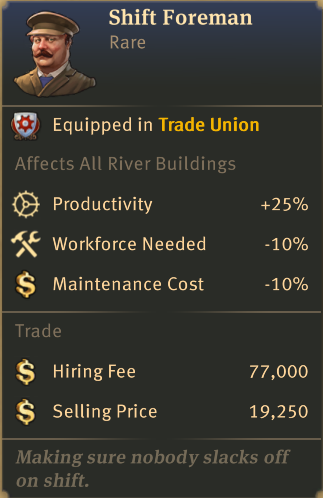 Shift Foreman
Rare
Equipped in Trade Union
Affects All River Buildings
Productivity +25%
Workforce Needed -10%
Maintenance Cost -10%
Trade
Hiring Fee 77,000
Selling Price 19,250
Making sure nobody slacks off
on shift.